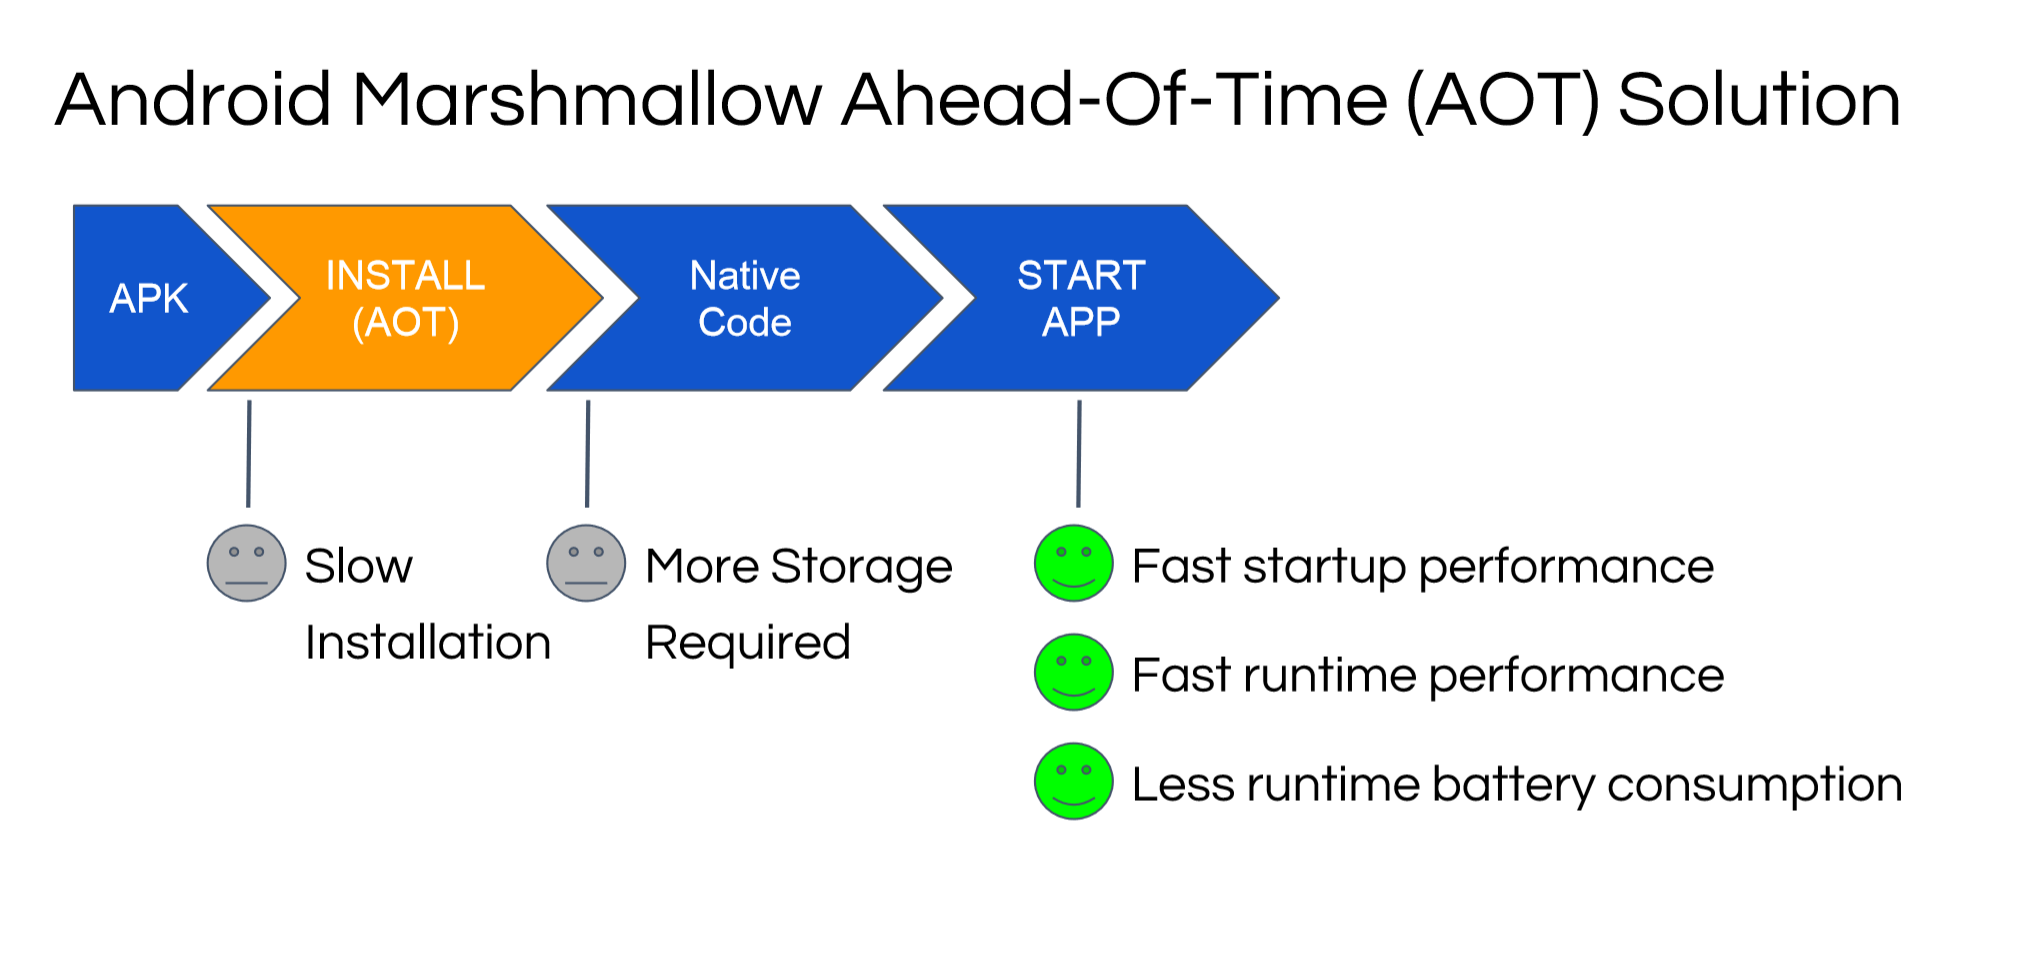 Android Marshmallow Ahead-Of-Time (AOT) Solution
APK
INSTALL
(AOT)
Native
Code
START
APP
Slow
Installation
More Storage
Required
Fast startup performance
Fast runtime performance
Less runtime battery consumption